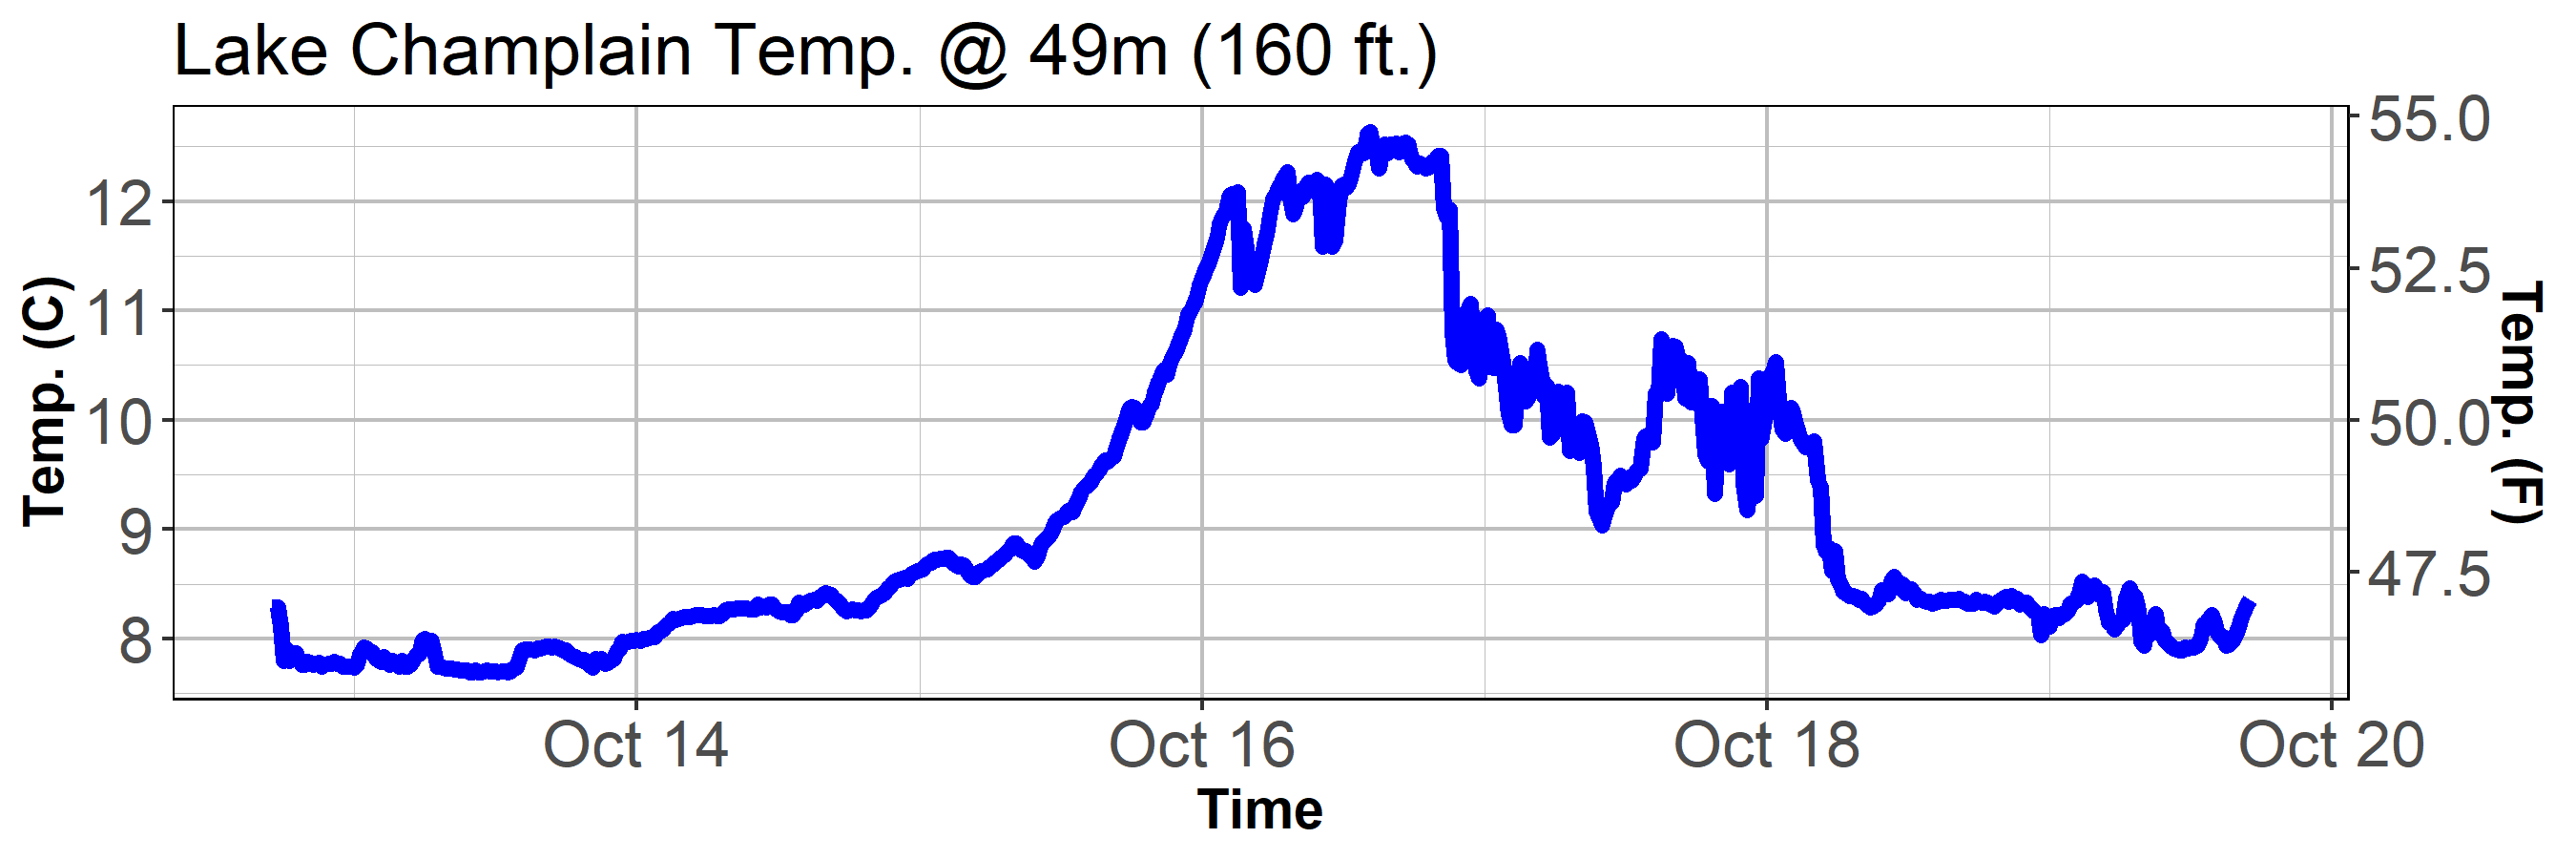 Lake Champlain Temp. @ 49m (160 ft.)
Temp. (C)
12
11
10
9
8
55.0
52.5
50.0
47.5
Temp. (F)
Oct 14
Oct 16
Oct 18
Oct 20
Time